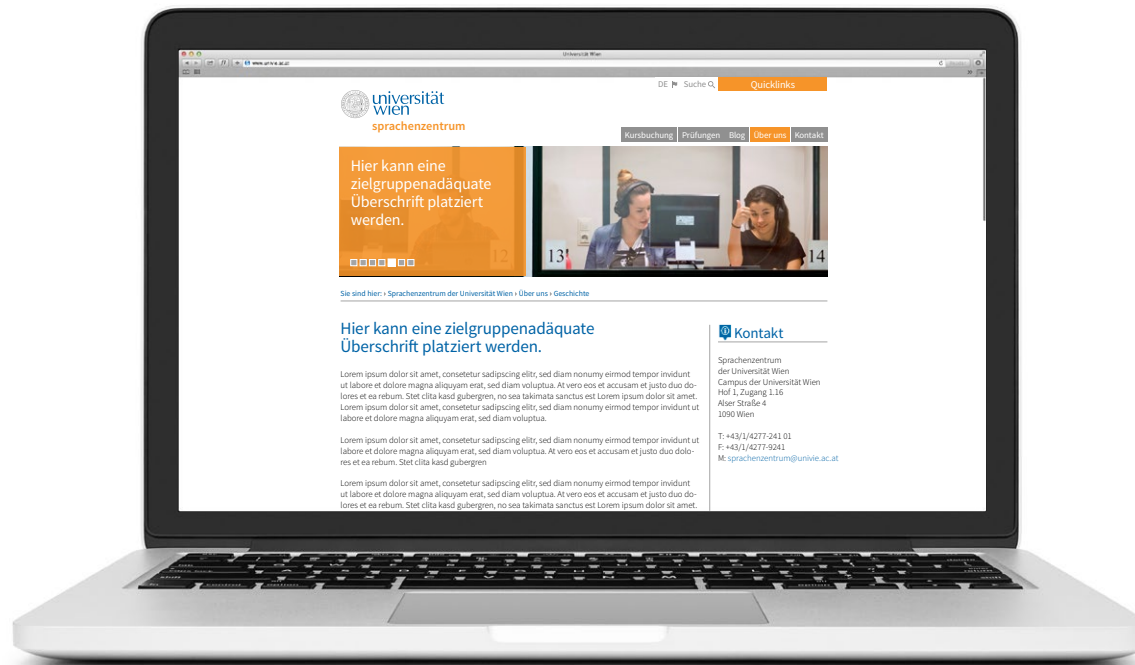 Universität Wien
www.univie.ac.at
DE Suche Quicklinks
universität
wien
sprachenzentrum
Kursbuchung Prüfungen Blog Über uns Kontakt
Hier kann eine
zielgruppenadäquate
Überschrift platziert
werden.
12 13 14
Sie sind hier: › Sprachenzentrum der Universität Wien › Über uns › Geschichte
Hier kann eine zielgruppenadäquate
Überschrift platziert werden.
Lorem ipsum dolor sit amet, consetetur sadipscing elitr, sed diam nonumy eirmod tempor invidunt
ut labore et dolore magna aliquyam erat, sed diam voluptua. At vero eos et accusam et justo duo do-
lores et ea rebum. Stet clita kasd gubergren, no sea takimata sanctus est Lorem ipsum dolor sit amet.
Lorem ipsum dolor sit amet, consetetur sadipscing elitr, sed diam nonumy eirmod tempor invidunt ut
labore et dolore magna aliquyam erat, sed diam voluptua.
Lorem ipsum dolor sit amet, consetetur sadipscing elitr, sed diam nonumy eirmod tempor invidunt ut
labore et dolore magna aliquyam erat, sed diam voluptua. At vero eos et accusam et justo duo dolo-
res et ea rebum. Stet clita kasd gubergren
Lorem ipsum dolor sit amet, consetetur sadipscing elitr, sed diam nonumy eirmod tempor invidunt
ut labore et dolore magna aliquyam erat, sed diam voluptua. At vero eos et accusam et justo duo do-
lores et ea rebum. Stet clita kasd gubergren, no sea takimata sanctus est Lorem ipsum dolor sit amet.
Kontakt
Sprachenzentrum
der Universität Wien
Campus der Universität Wien
Hof 1, Zugang 1.16
Alser Straße 4
1090 Wien
T: +43/1/4277-241 01
F: +43/1/4277-9241
M: sprachenzentrum@univie.ac.at